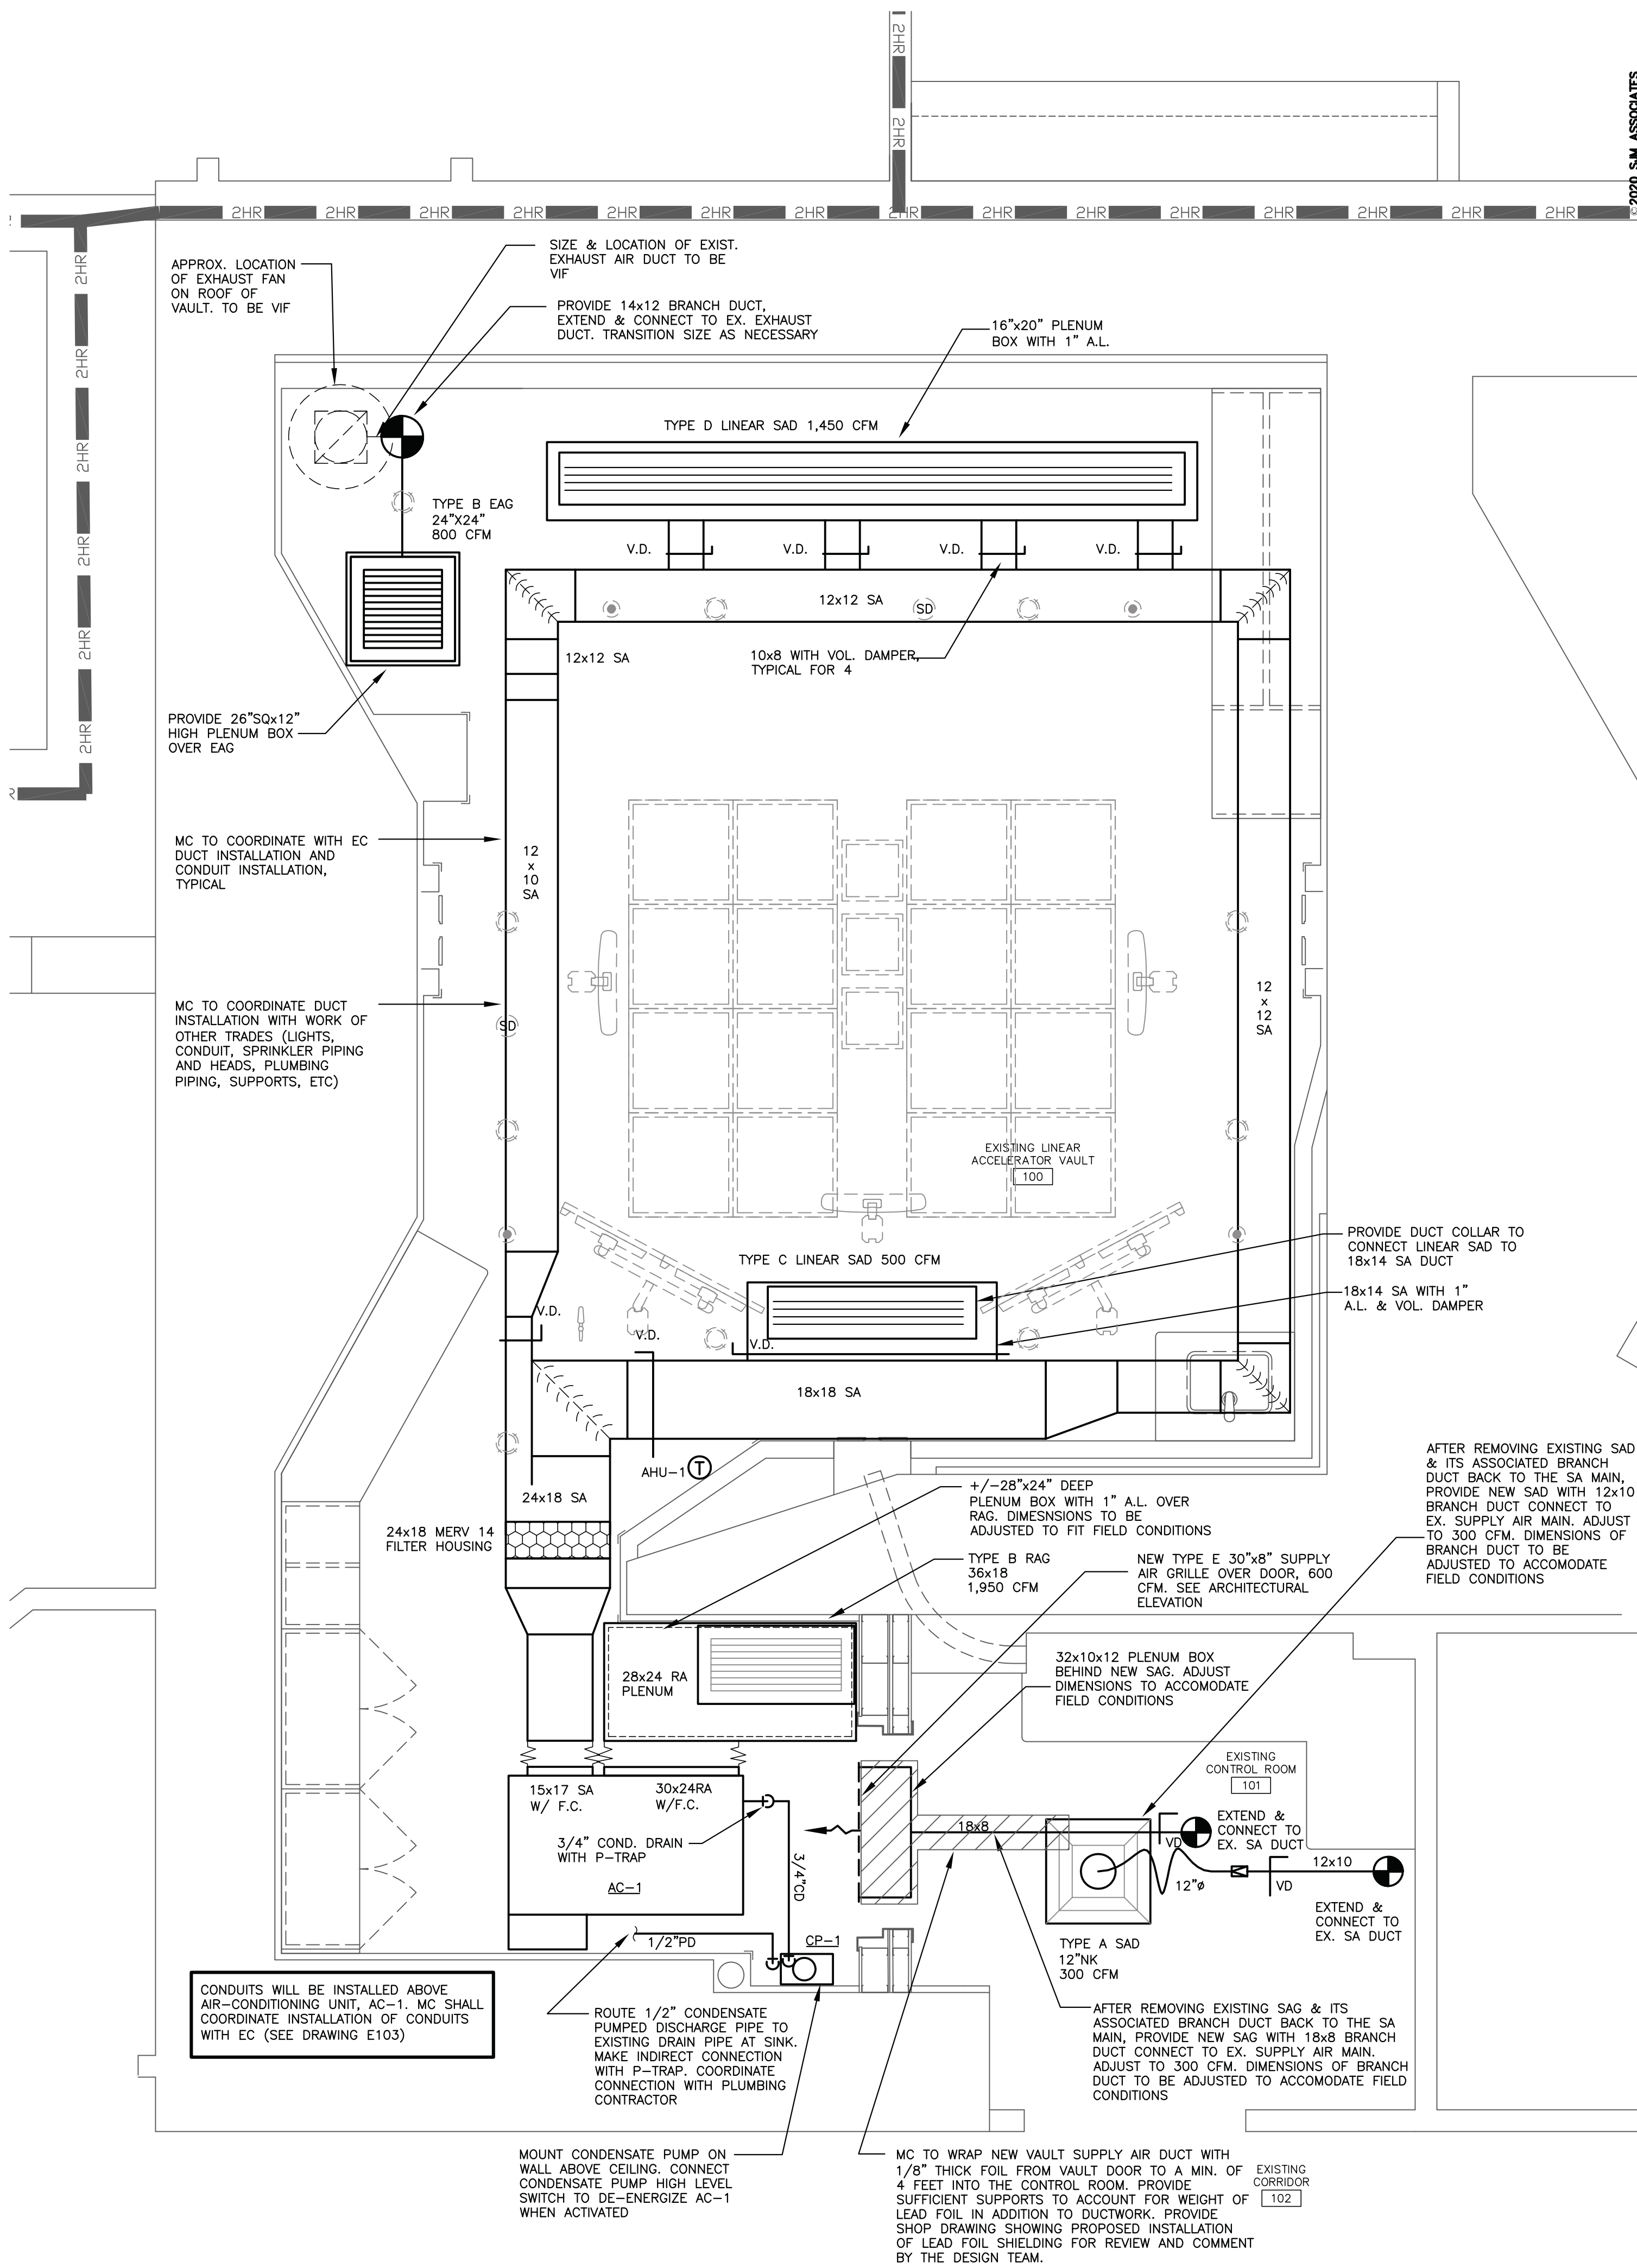 ©2020 SJM ASSOCIATES
2HR
2HR
2HR 2HR 2HR 2HR 2HR 2HR 2HR 2HR 2HR 2HR 2HR 2HR 2HR 2HR 2HR
2HR
2HR
2HR
2HR
2HR
2HR
APPROX. LOCATION
OF EXHAUST FAN
ON ROOF OF
VAULT. TO BE VIF
SIZE & LOCATION OF EXIST.
EXHAUST AIR DUCT TO BE
VIF
PROVIDE 14x12 BRANCH DUCT,
EXTEND & CONNECT TO EX. EXHAUST
DUCT. TRANSITION SIZE AS NECESSARY
16"x20" PLENUM
BOX WITH 1" A.L.
TYPE D LINEAR SAD 1,450 CFM
TYPE B EAG
24"X24"
800 CFM
V.D. V.D. V.D. V.D.
12x12 SA
SD
12x12 SA
10x8 WITH VOL. DAMPER,
TYPICAL FOR 4
PROVIDE 26"SQx12"
HIGH PLENUM BOX
OVER EAG
MC TO COORDINATE WITH EC
DUCT INSTALLATION AND
CONDUIT INSTALLATION,
TYPICAL
12
x
10
SA
MC TO COORDINATE DUCT
INSTALLATION WITH WORK OF
OTHER TRADES (LIGHTS,
CONDUIT, SPRINKLER PIPING
AND HEADS, PLUMBING
PIPING, SUPPORTS, ETC)
SD
12
x
12
SA
EXISTING LINEAR
ACCELERATOR VAULT
100
TYPE C LINEAR SAD 500 CFM
PROVIDE DUCT COLLAR TO
CONNECT LINEAR SAD TO
18x14 SA DUCT
18x14 SA WITH 1"
A.L. & VOL. DAMPER
V.D.
V.D.
V.D.
18x18 SA
AHU-1 T
24x18 SA
24x18 MERV 14
FILTER HOUSING
+/-28"x24" DEEP
PLENUM BOX WITH 1" A.L. OVER
RAG. DIMESNSIONS TO BE
ADJUSTED TO FIT FIELD CONDITIONS
TYPE B RAG
36x18
1,950 CFM
NEW TYPE E 30"x8" SUPPLY
AIR GRILLE OVER DOOR, 600
CFM. SEE ARCHITECTURAL
ELEVATION
AFTER REMOVING EXISTING SAD
& ITS ASSOCIATED BRANCH
DUCT BACK TO THE SA MAIN,
PROVIDE NEW SAD WITH 12x10
BRANCH DUCT CONNECT TO
EX. SUPPLY AIR MAIN. ADJUST
TO 300 CFM. DIMENSIONS OF
BRANCH DUCT TO BE
ADJUSTED TO ACCOMODATE
FIELD CONDITIONS
28x24 RA
PLENUM
32x10x12 PLENUM BOX
BEHIND NEW SAG. ADJUST
DIMENSIONS TO ACCOMODATE
FIELD CONDITIONS
EXISTING
CONTROL ROOM
101
15x17 SA
W/ F.C.
30x24RA
W/F.C.
3/4" COND. DRAIN
WITH P-TRAP
AC-1
3/4"CD
18x8
VD
EXTEND &
CONNECT TO
EX. SA DUCT
12"ø
VD
12x10
EXTEND &
CONNECT TO
EX. SA DUCT
1/2"PD
CP-1
TYPE A SAD
12"NK
300 CFM
CONDUITS WILL BE INSTALLED ABOVE
AIR-CONDITIONING UNIT, AC-1. MC SHALL
COORDINATE INSTALLATION OF CONDUITS
WITH EC (SEE DRAWING E103)
ROUTE 1/2" CONDENSATE
PUMPED DISCHARGE PIPE TO
EXISTING DRAIN PIPE AT SINK.
MAKE INDIRECT CONNECTION
WITH P-TRAP. COORDINATE
CONNECTION WITH PLUMBING
CONTRACTOR
AFTER REMOVING EXISTING SAG & ITS
ASSOCIATED BRANCH DUCT BACK TO THE SA
MAIN, PROVIDE NEW SAG WITH 18x8 BRANCH
DUCT CONNECT TO EX. SUPPLY AIR MAIN.
ADJUST TO 300 CFM. DIMENSIONS OF BRANCH
DUCT TO BE ADJUSTED TO ACCOMODATE FIELD
CONDITIONS
MOUNT CONDENSATE PUMP ON
WALL ABOVE CEILING. CONNECT
CONDENSATE PUMP HIGH LEVEL
SWITCH TO DE-ENERGIZE AC-1
WHEN ACTIVATED
MC TO WRAP NEW VAULT SUPPLY AIR DUCT WITH
1/8" THICK FOIL FROM VAULT DOOR TO A MIN. OF
4 FEET INTO THE CONTROL ROOM. PROVIDE
SUFFICIENT SUPPORTS TO ACCOUNT FOR WEIGHT OF
LEAD FOIL IN ADDITION TO DUCTWORK. PROVIDE
SHOP DRAWING SHOWING PROPOSED INSTALLATION
OF LEAD FOIL SHIELDING FOR REVIEW AND COMMENT
BY THE DESIGN TEAM.
EXISTING
CORRIDOR
102